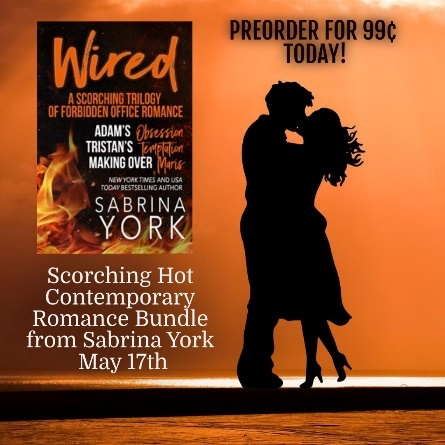 PREORDER FOR 99¢
TODAY!
Wired
A SCORCHING TRILOGY
OF FORBIDDEN OFFICE ROMANCE
ADAM'S Obsession
TRISTAN'S Temptation
MAKING OVER Maris
NEW YORK TIMES AND USA
TODAY BESTSELLING AUTHOR
SABRINA
YORK
Scorching Hot
Contemporary
Romance Bundle
from Sabrina York
May 17th